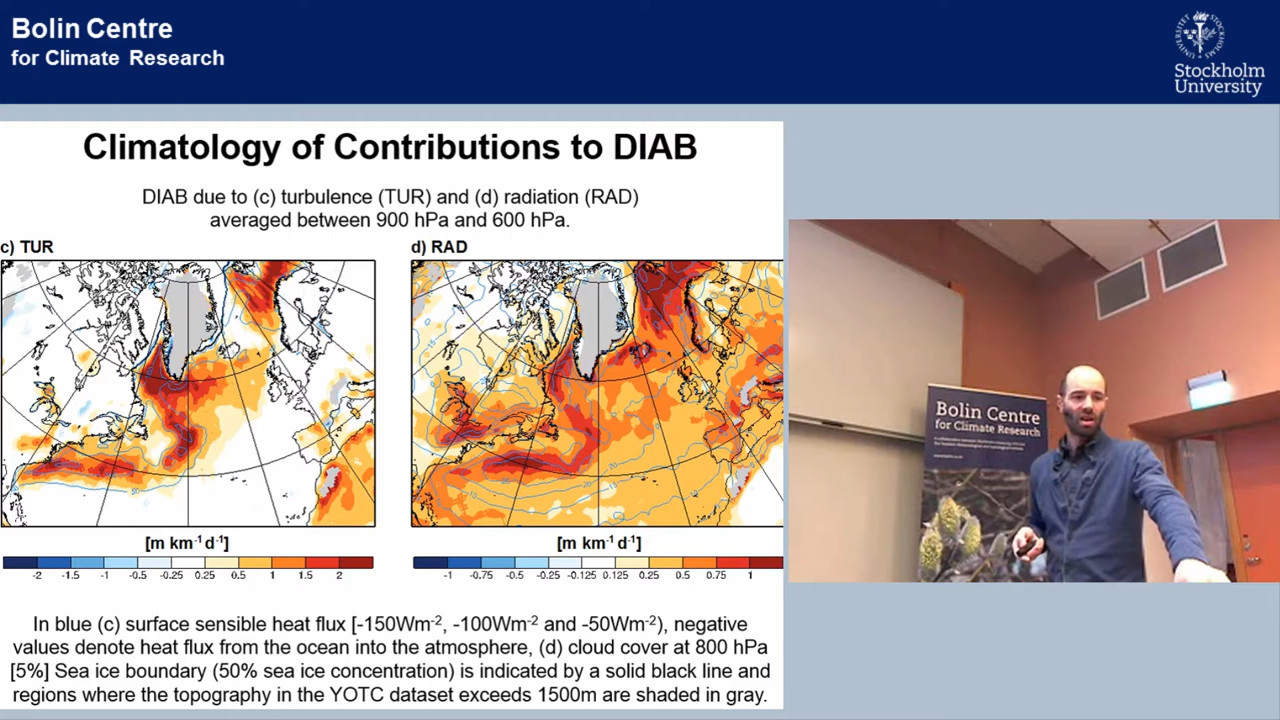 Bolin Centre
for Climate Research
Stockholm
University
Climatology of Contributions to DIAB
DIAB due to (c) turbulence (TUR) and (d) radiation (RAD)
averaged between 900 hPa and 600 hPa.
c) TUR
d) RAD
[m km-1 d-1]
[m km-1 d-1]
-2 -1.5 -1 -0.5 -0.25 0.25 0.5 1 1.5 2
-1 -0.75 -0.5 -0.25 -0.125 0.125 0.25 0.5 0.75 1
In blue (c) surface sensible heat flux [-150Wm-2, -100Wm-2 and -50Wm-2), negative
values denote heat flux from the ocean into the atmosphere, (d) cloud cover at 800 hPa
[5%] Sea ice boundary (50% sea ice concentration) is indicated by a solid black line and
regions where the topography in the YOTC dataset exceeds 1500m are shaded in gray.
Bolin Centre
for Climate Research